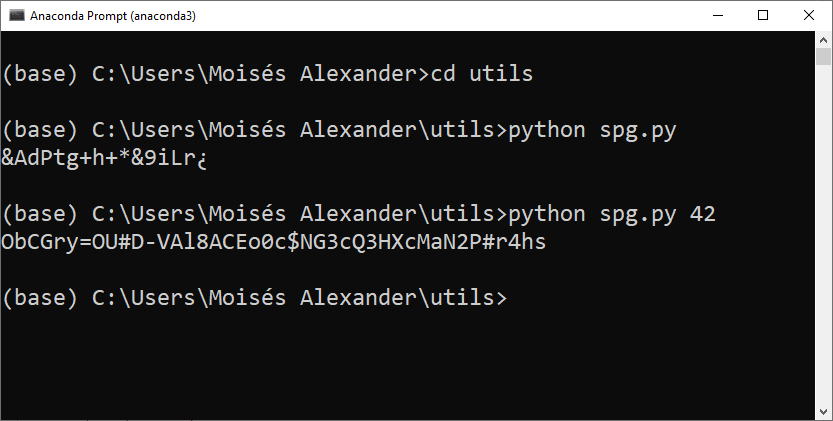 Anaconda Prompt (anaconda3)
(base) C:\Users\Moisés Alexander>cd utils
(base) C:\Users\Moisés Alexander\utils>python spg.py
&AdPtg+h+*&9iLr¿
(base) C:\Users\Moisés Alexander\utils>python spg.py 42
ObCGry=OU#D-VAl8ACEo0c$NG3cQ3HXcMaN2P#r4hs
(base) C:\Users\Moisés Alexander\utils>